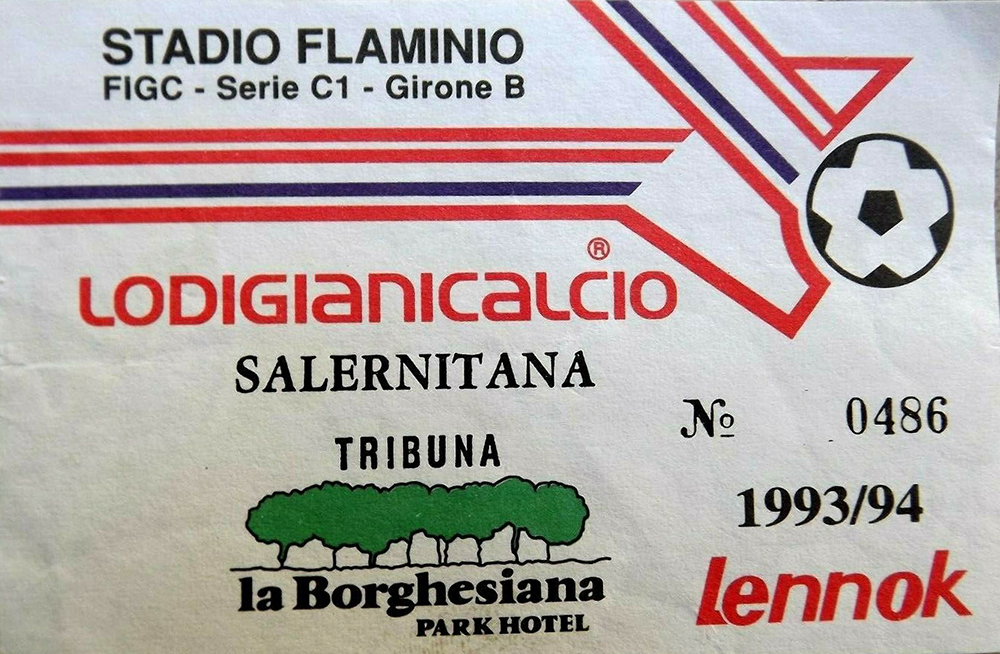 STADIO FLAMINIO
FIGC - Serie C1 - Girone B
LODIGIANICALCIO®
SALERNITANA
TRIBUNA
№ 0486
1993/94
la Borghesiana
PARK HOTEL
lennok